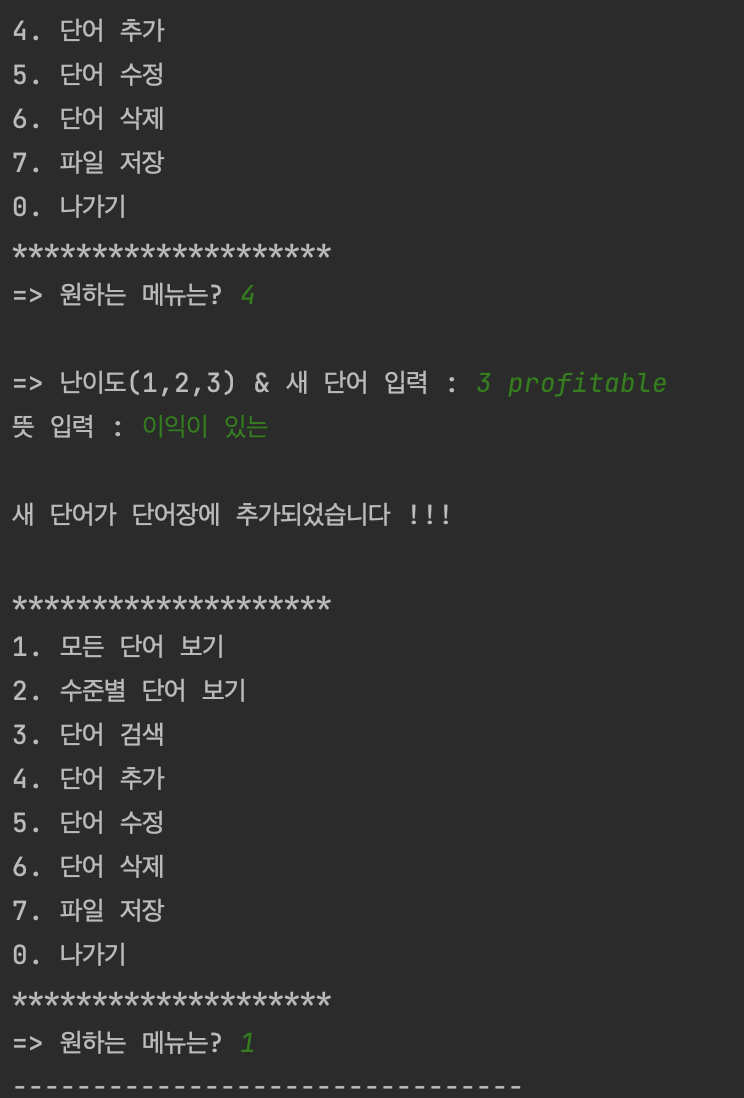 4. 단어 추가
5. 단어 수정
6. 단어 삭제
7. 파일 저장
0. 나가기
********************
=> 원하는 메뉴는? 4
=> 난이도(1,2,3) & 새 단어 입력 : 3 profitable
뜻 입력 : 이익이 있는
새 단어가 단어장에 추가되었습니다 !!!
********************
1. 모든 단어 보기
2. 수준별 단어 보기
3. 단어 검색
4. 단어 추가
5. 단어 수정
6. 단어 삭제
7. 파일 저장
0. 나가기
********************
=> 원하는 메뉴는? 1
--------------------------------